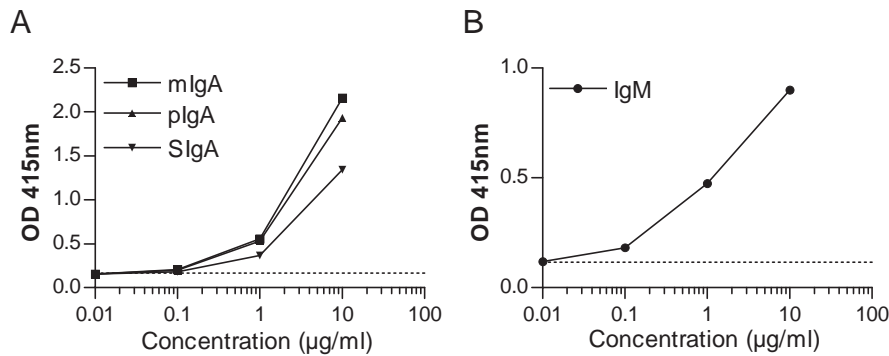 A
OD 415nm
2.5
2.0
1.5
1.0
0.5
0.0
mIgA
pIgA
SIgA
0.01 0.1 1 10 100
Concentration (µg/ml)
B
OD 415nm
1.0
0.5
0.0
IgM
0.01 0.1 1 10 100
Concentration (µg/ml)